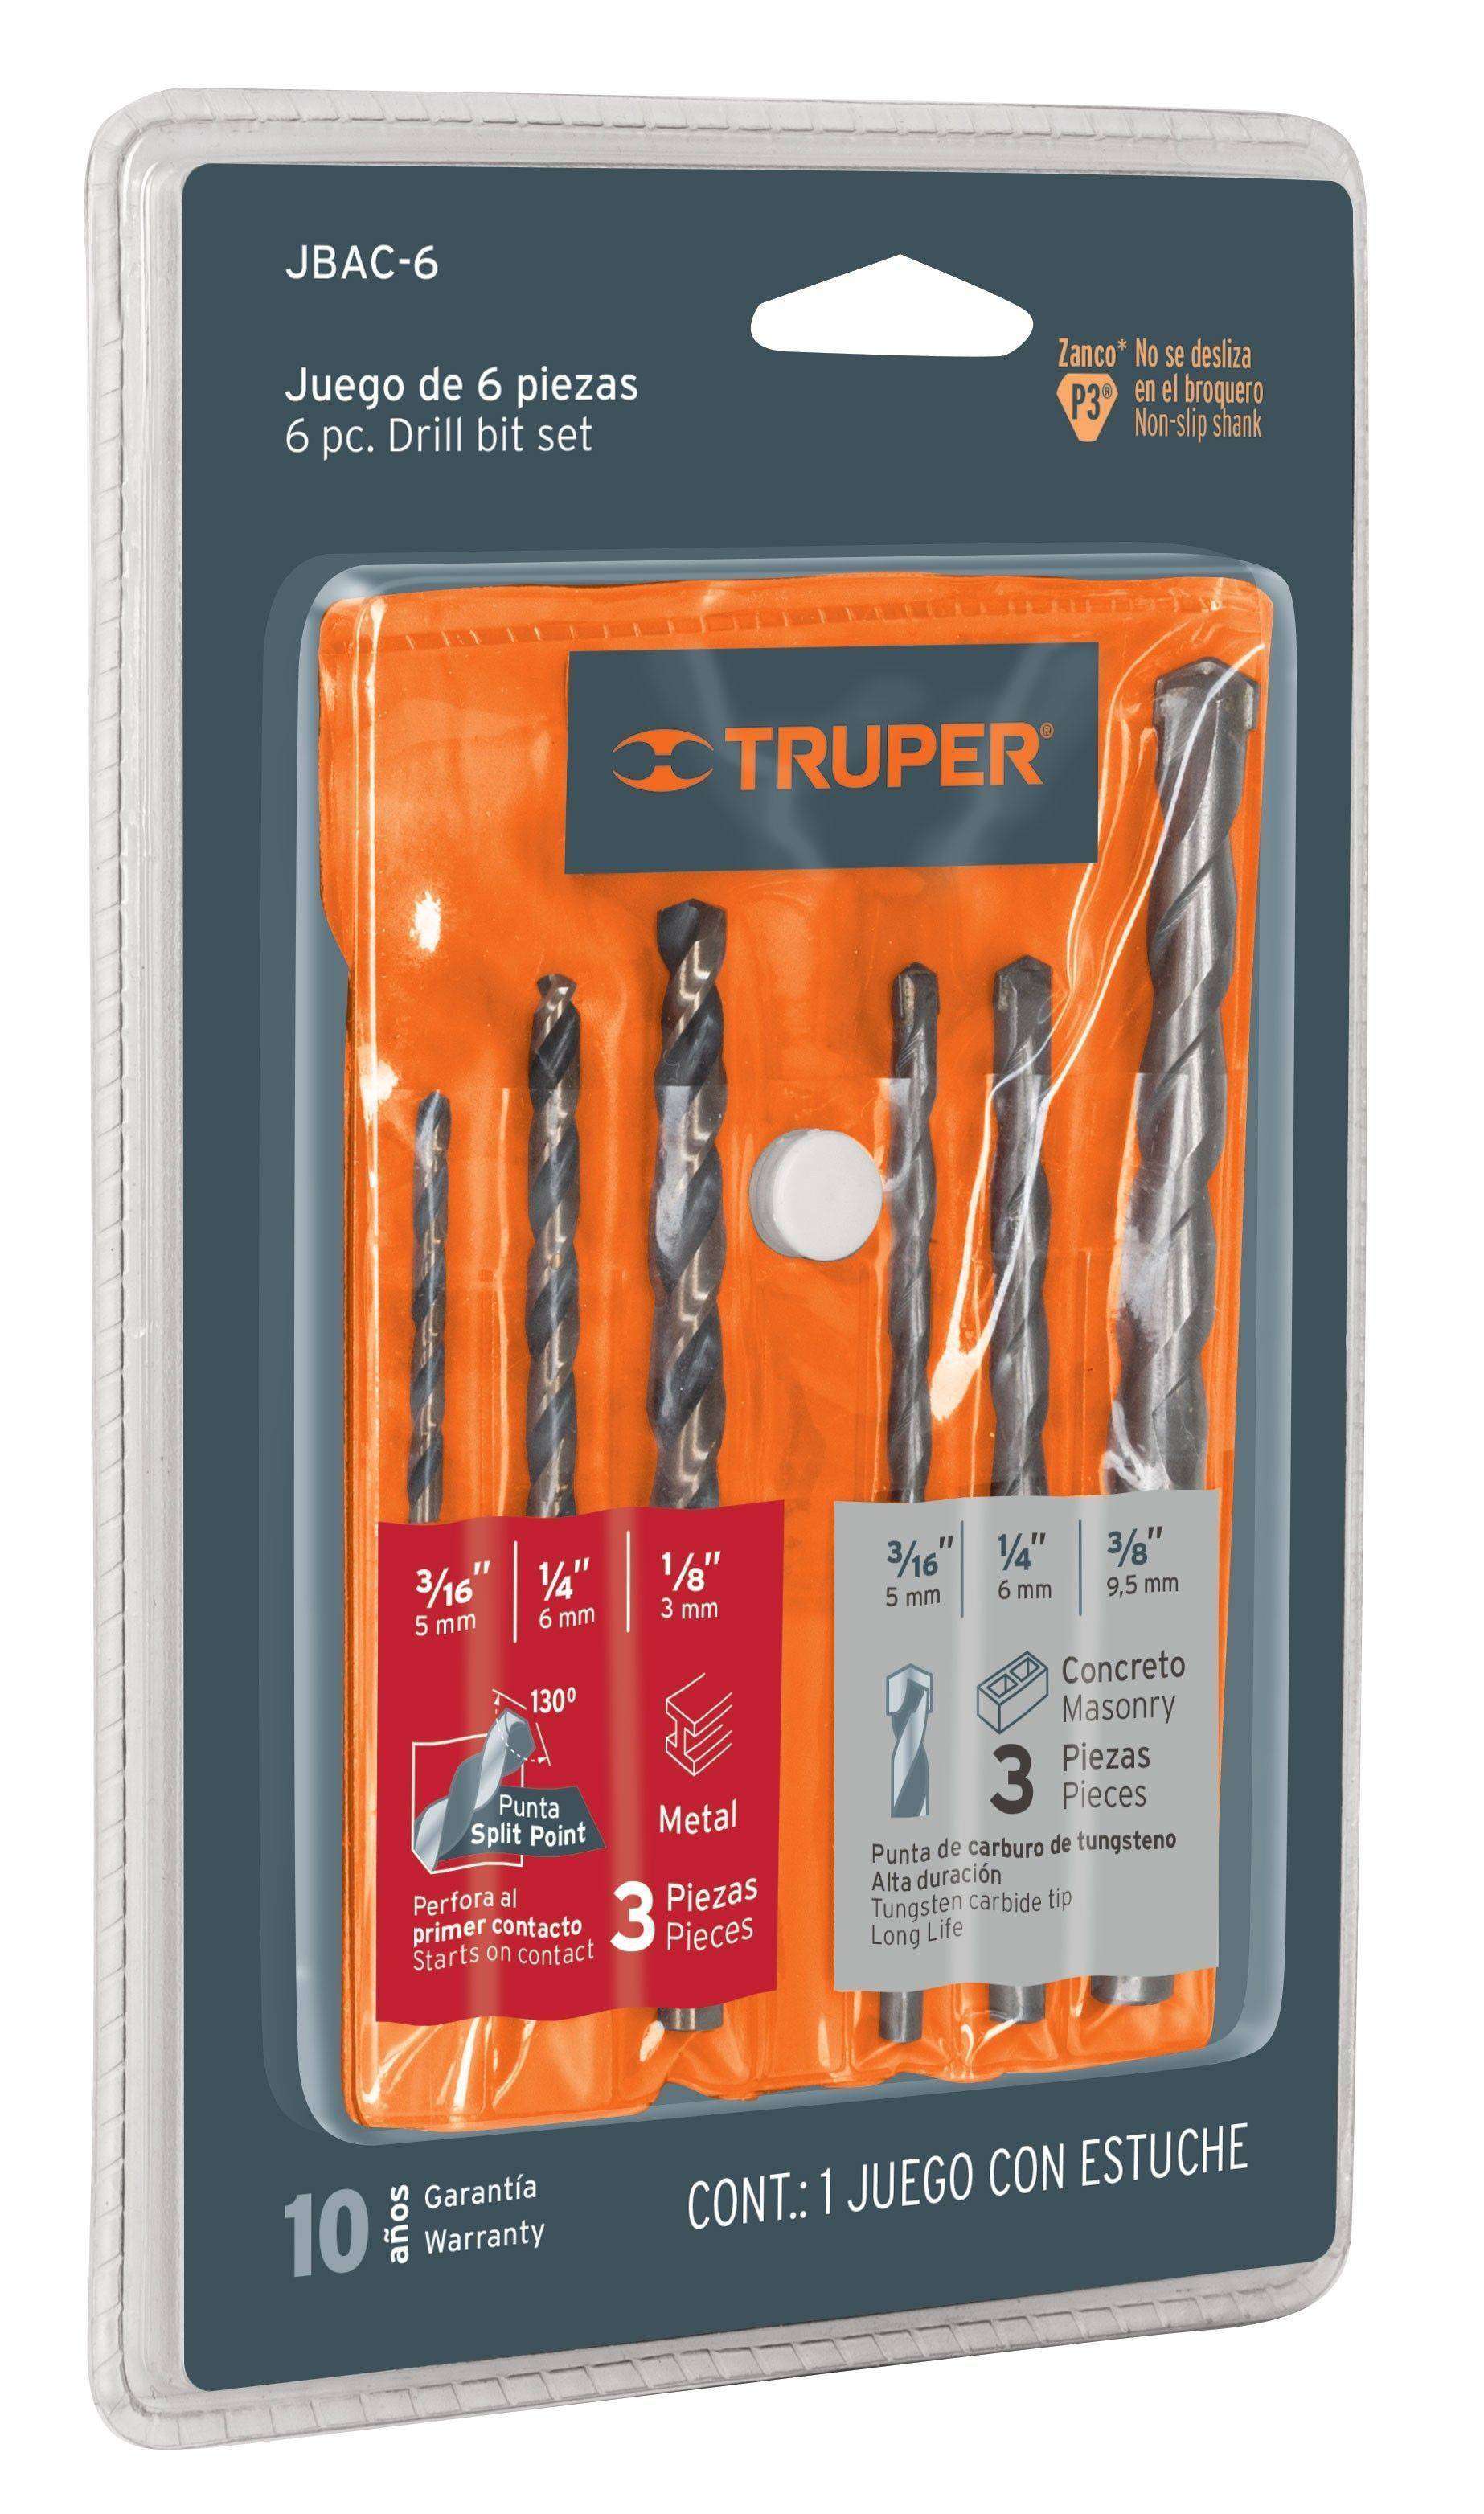 JBAC-6
Juego de 6 piezas
6 pc. Drill bit set
Zanco* No se desliza
P3® en el broquero
Non-slip shank
TRUPER®
3/16" 1/4" 1/8"
5 mm 6 mm 3 mm
130º
Punta
Split Point
Metal
Perfora al
primer contacto
Starts on contact
3 Piezas
Pieces
3/16" 1/4" 3/8"
5 mm 6 mm 9,5 mm
Concreto
Masonry
3 Piezas
Pieces
Punta de carburo de tungsteno
Alta duración
Tungsten carbide tip
Long Life
10 años Garantía
Warranty
CONT.: 1 JUEGO CON ESTUCHE